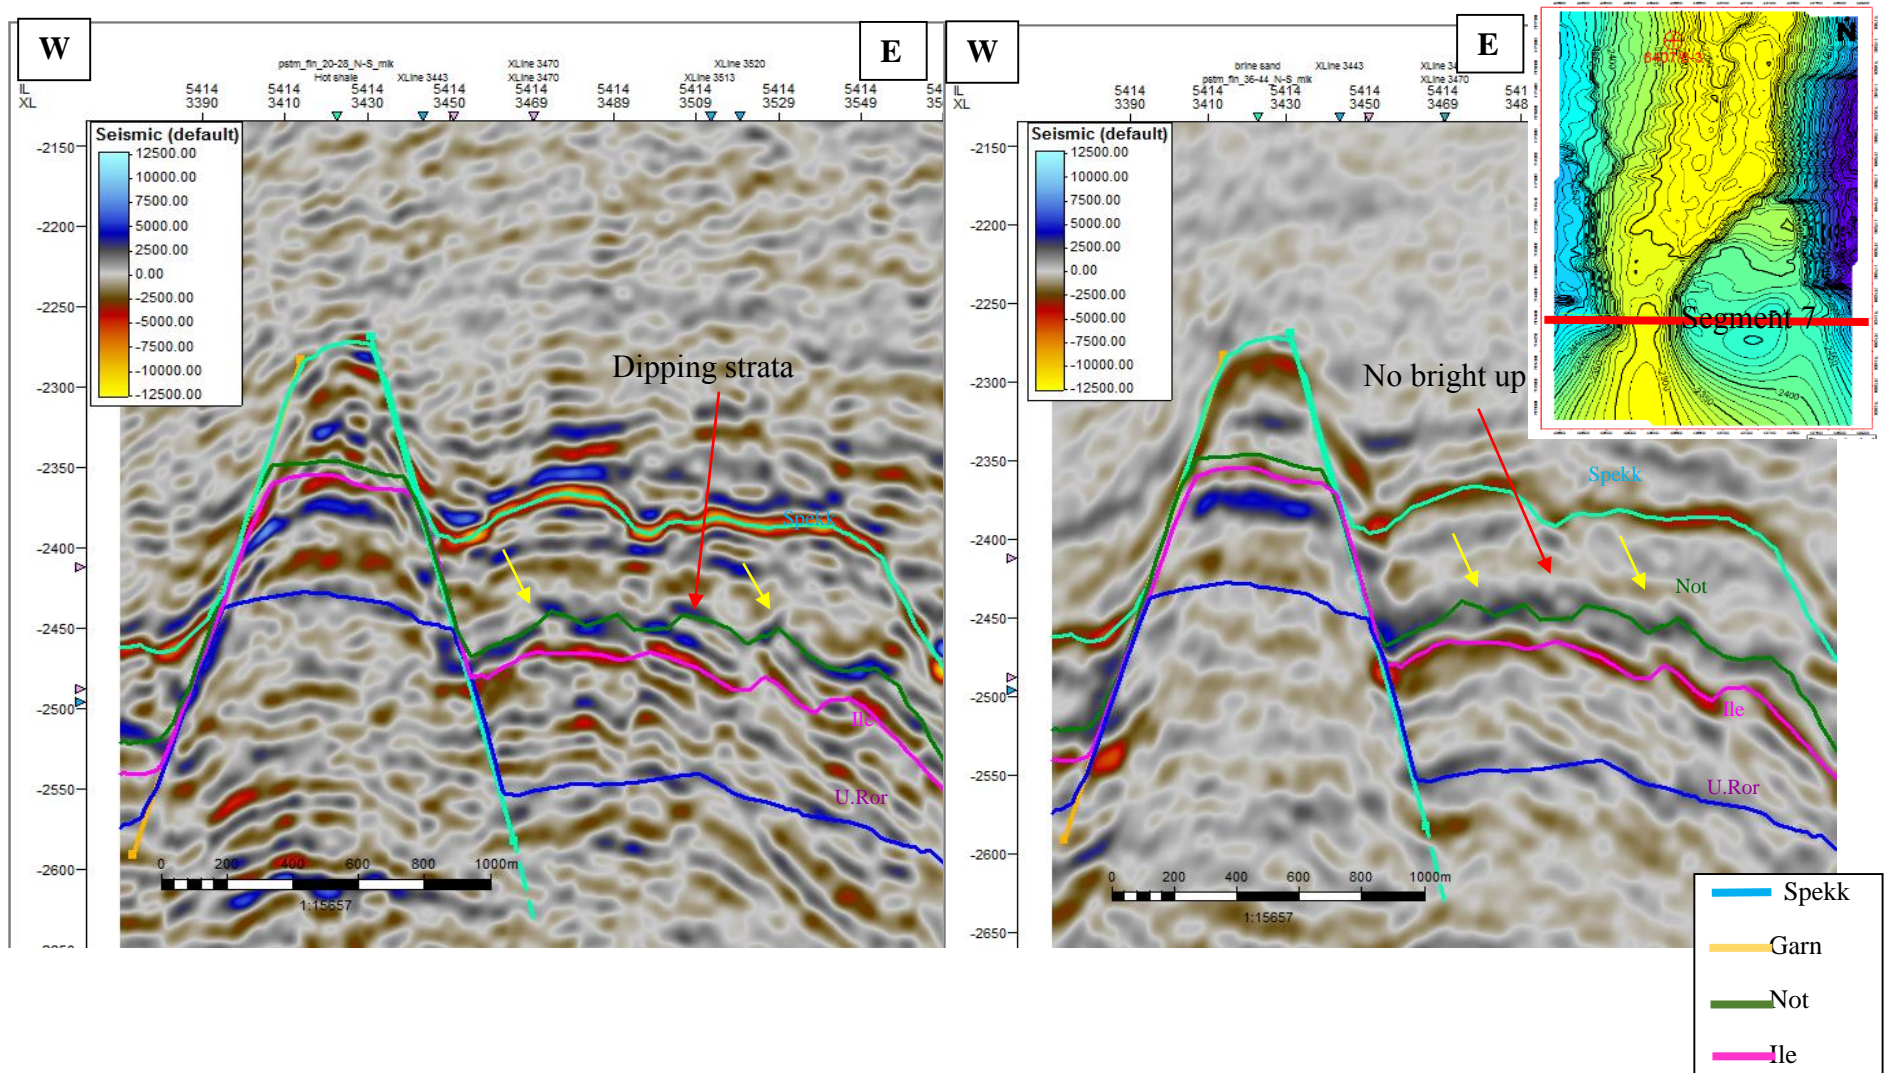 W
E
pstm_fin_20-28_N-S_mik
Hot shale
XLine 3443
XLine 3470
XLine 3470
XLine 3520
XLine 3513
IL 5414 5414 5414 5414 5414 5414 5414 5414 5414 5
XL 3390 3410 3430 3450 3469 3489 3509 3529 3549 35
Seismic (default)
12500.00
10000.00
7500.00
5000.00
2500.00
0.00
-2500.00
-5000.00
-7500.00
-10000.00
-12500.00
-2150
-2200
-2250
-2300
-2350
-2400
-2450
-2500
-2550
-2600
Dipping strata
Spekk
Ile
U.Ror
0 200 400 600 800 1000m
1:15657
W
E
brine sand
pstm_fin_36-44_N-S_mik
XLine 3443
XLine 3470
IL 5414 5414 5414 5414 5414 541
XL 3390 3410 3430 3450 3469 348
Seismic (default)
12500.00
10000.00
7500.00
5000.00
2500.00
0.00
-2500.00
-5000.00
-7500.00
-10000.00
-12500.00
-2150
-2200
-2250
-2300
-2350
-2400
-2450
-2500
-2550
-2600
-2650
No bright up
Spekk
Not
Ile
U.Ror
0 200 400 600 800 1000m
1:15657
N
Segment 7
2400
Spekk
Garn
Not
Ile